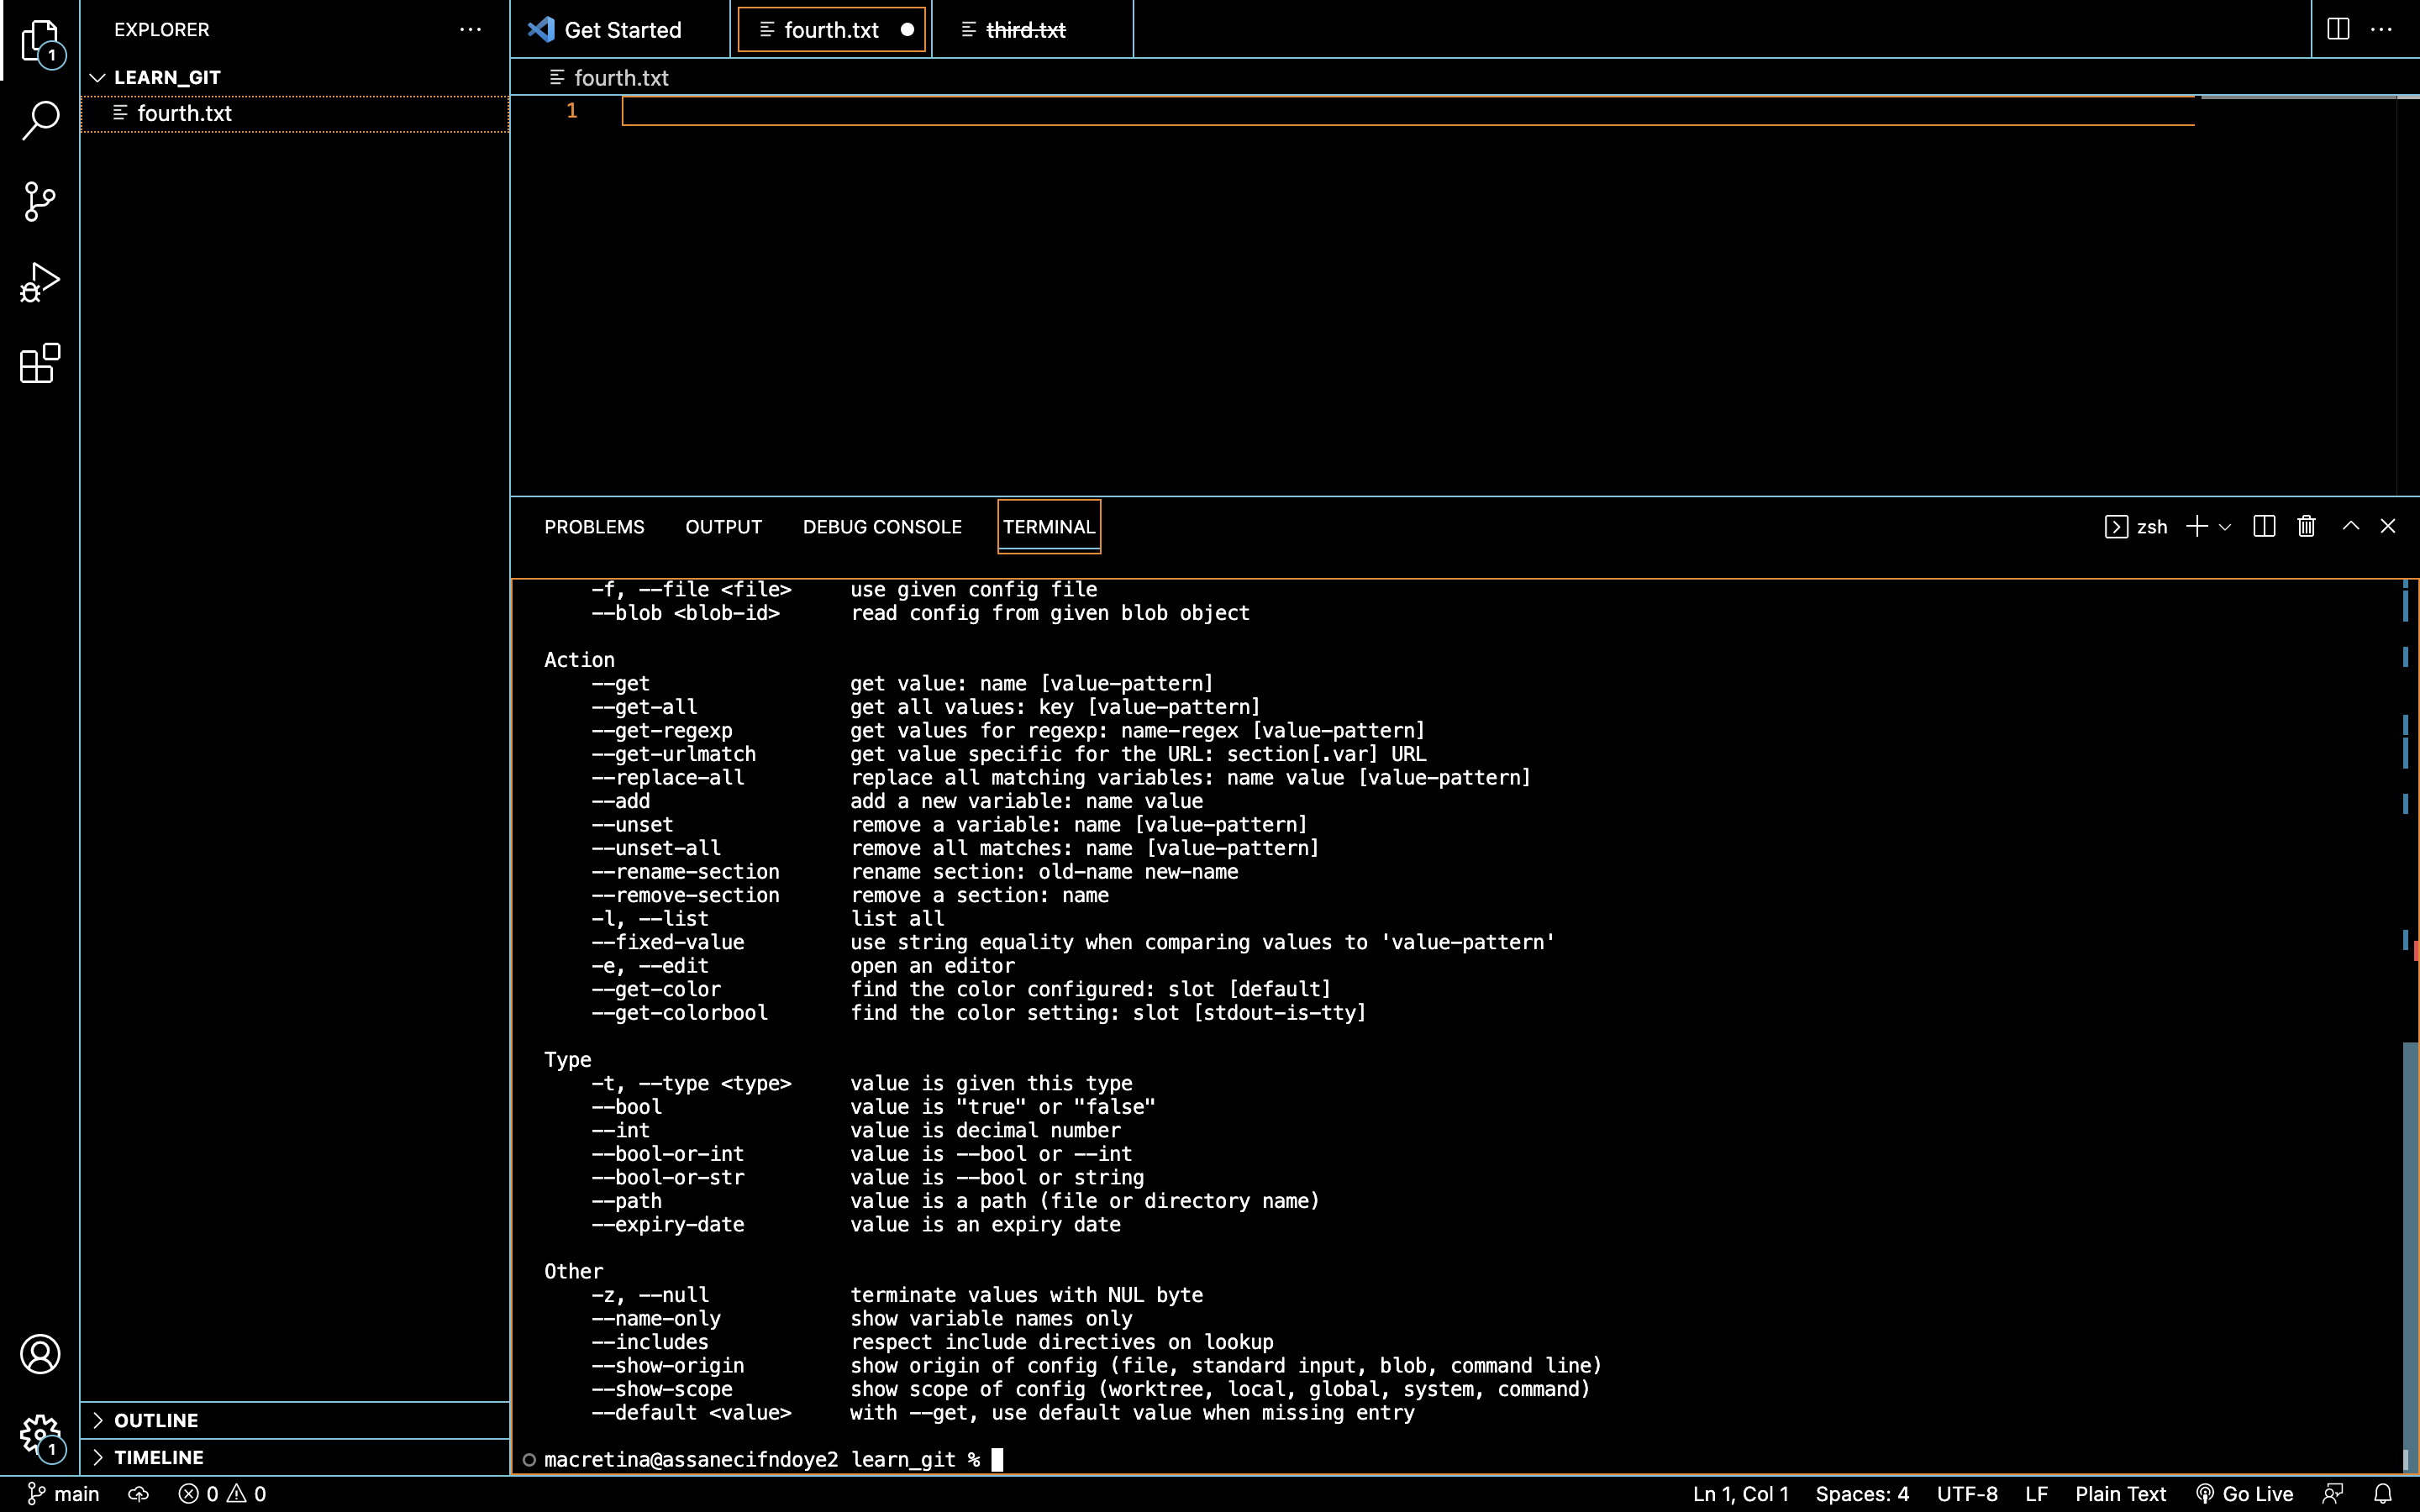 EXPLORER
LEARN_GIT
fourth.txt
1
OUTLINE
TIMELINE
1
Get Started
fourth.txt
third.txt
fourth.txt
1
PROBLEMS OUTPUT DEBUG CONSOLE TERMINAL
zsh
-f, --file <file> use given config file
--blob <blob-id> read config from given blob object
Action
--get get value: name [value-pattern]
--get-all get all values: key [value-pattern]
--get-regexp get values for regexp: name-regex [value-pattern]
--get-urlmatch get value specific for the URL: section[.var] URL
--replace-all replace all matching variables: name value [value-pattern]
--add add a new variable: name value
--unset remove a variable: name [value-pattern]
--unset-all remove all matches: name [value-pattern]
--rename-section rename section: old-name new-name
--remove-section remove a section: name
-l, --list list all
--fixed-value use string equality when comparing values to 'value-pattern'
-e, --edit open an editor
--get-color find the color configured: slot [default]
--get-colorbool find the color setting: slot [stdout-is-tty]
Type
-t, --type <type> value is given this type
--bool value is "true" or "false"
--int value is decimal number
--bool-or-int value is --bool or --int
--bool-or-str value is --bool or string
--path value is a path (file or directory name)
--expiry-date value is an expiry date
Other
-z, --null terminate values with NUL byte
--name-only show variable names only
--includes respect include directives on lookup
--show-origin show origin of config (file, standard input, blob, command line)
--show-scope show scope of config (worktree, local, global, system, command)
--default <value> with --get, use default value when missing entry
macretina@assanecifndoye2 learn_git %
main 0 0 Ln 1, Col 1 Spaces: 4 UTF-8 LF Plain Text Go Live